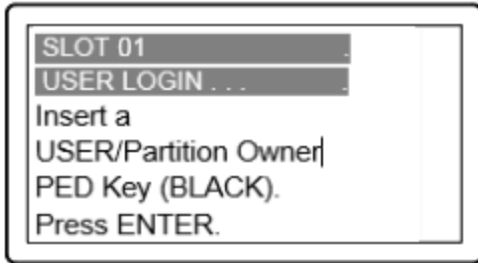 SLOT 01 .
USER LOGIN . . . .
Insert a
USER/Partition Owner
PED Key (BLACK).
Press ENTER.